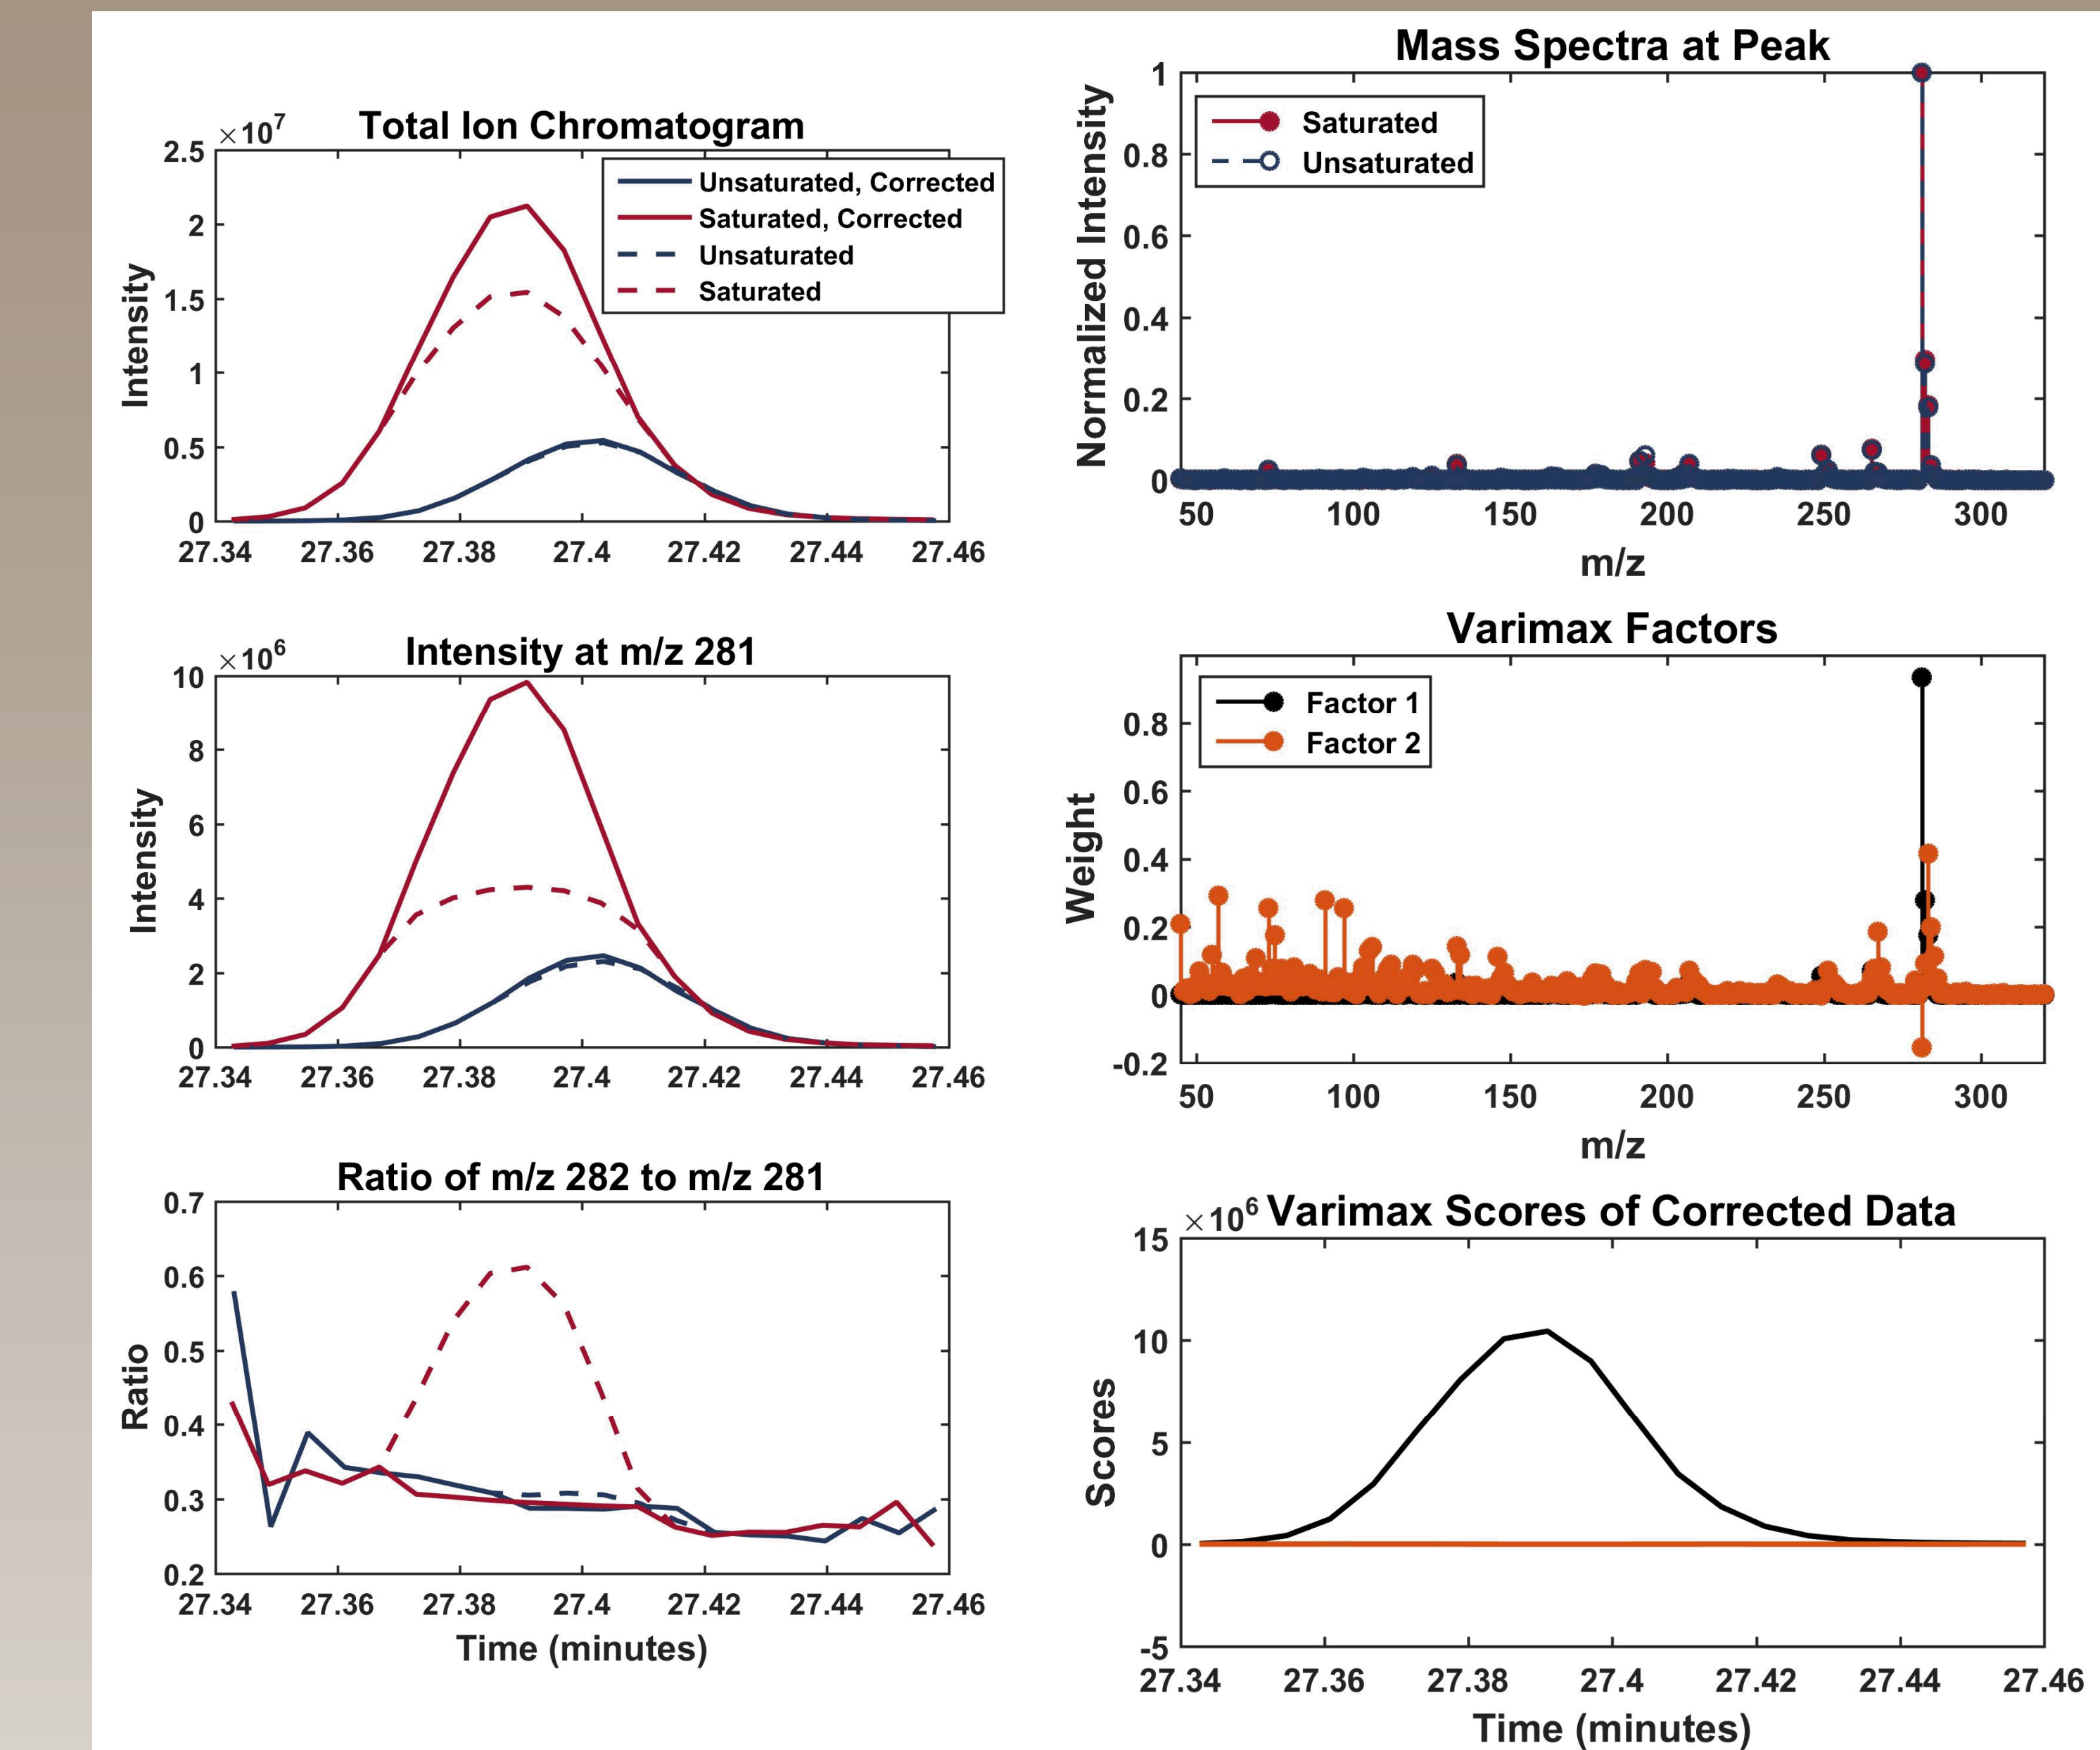 Total Ion Chromatogram
×10⁷
2.5
2
1.5
1
0.5
0
Intensity
Unsaturated, Corrected
Saturated, Corrected
Unsaturated
Saturated
27.34 27.36 27.38 27.4 27.42 27.44 27.46
Intensity at m/z 281
×10⁶
10
8
6
4
2
0
Intensity
27.34 27.36 27.38 27.4 27.42 27.44 27.46
Ratio of m/z 282 to m/z 281
0.7
0.6
0.5
0.4
0.3
0.2
Ratio
27.34 27.36 27.38 27.4 27.42 27.44 27.46
Time (minutes)
Mass Spectra at Peak
1
0.8
0.6
0.4
0.2
0
Normalized Intensity
Saturated
Unsaturated
50 100 150 200 250 300
m/z
Varimax Factors
0.8
0.6
0.4
0.2
0
-0.2
Weight
Factor 1
Factor 2
50 100 150 200 250 300
m/z
×10⁶ Varimax Scores of Corrected Data
15
10
5
0
-5
Scores
27.34 27.36 27.38 27.4 27.42 27.44 27.46
Time (minutes)